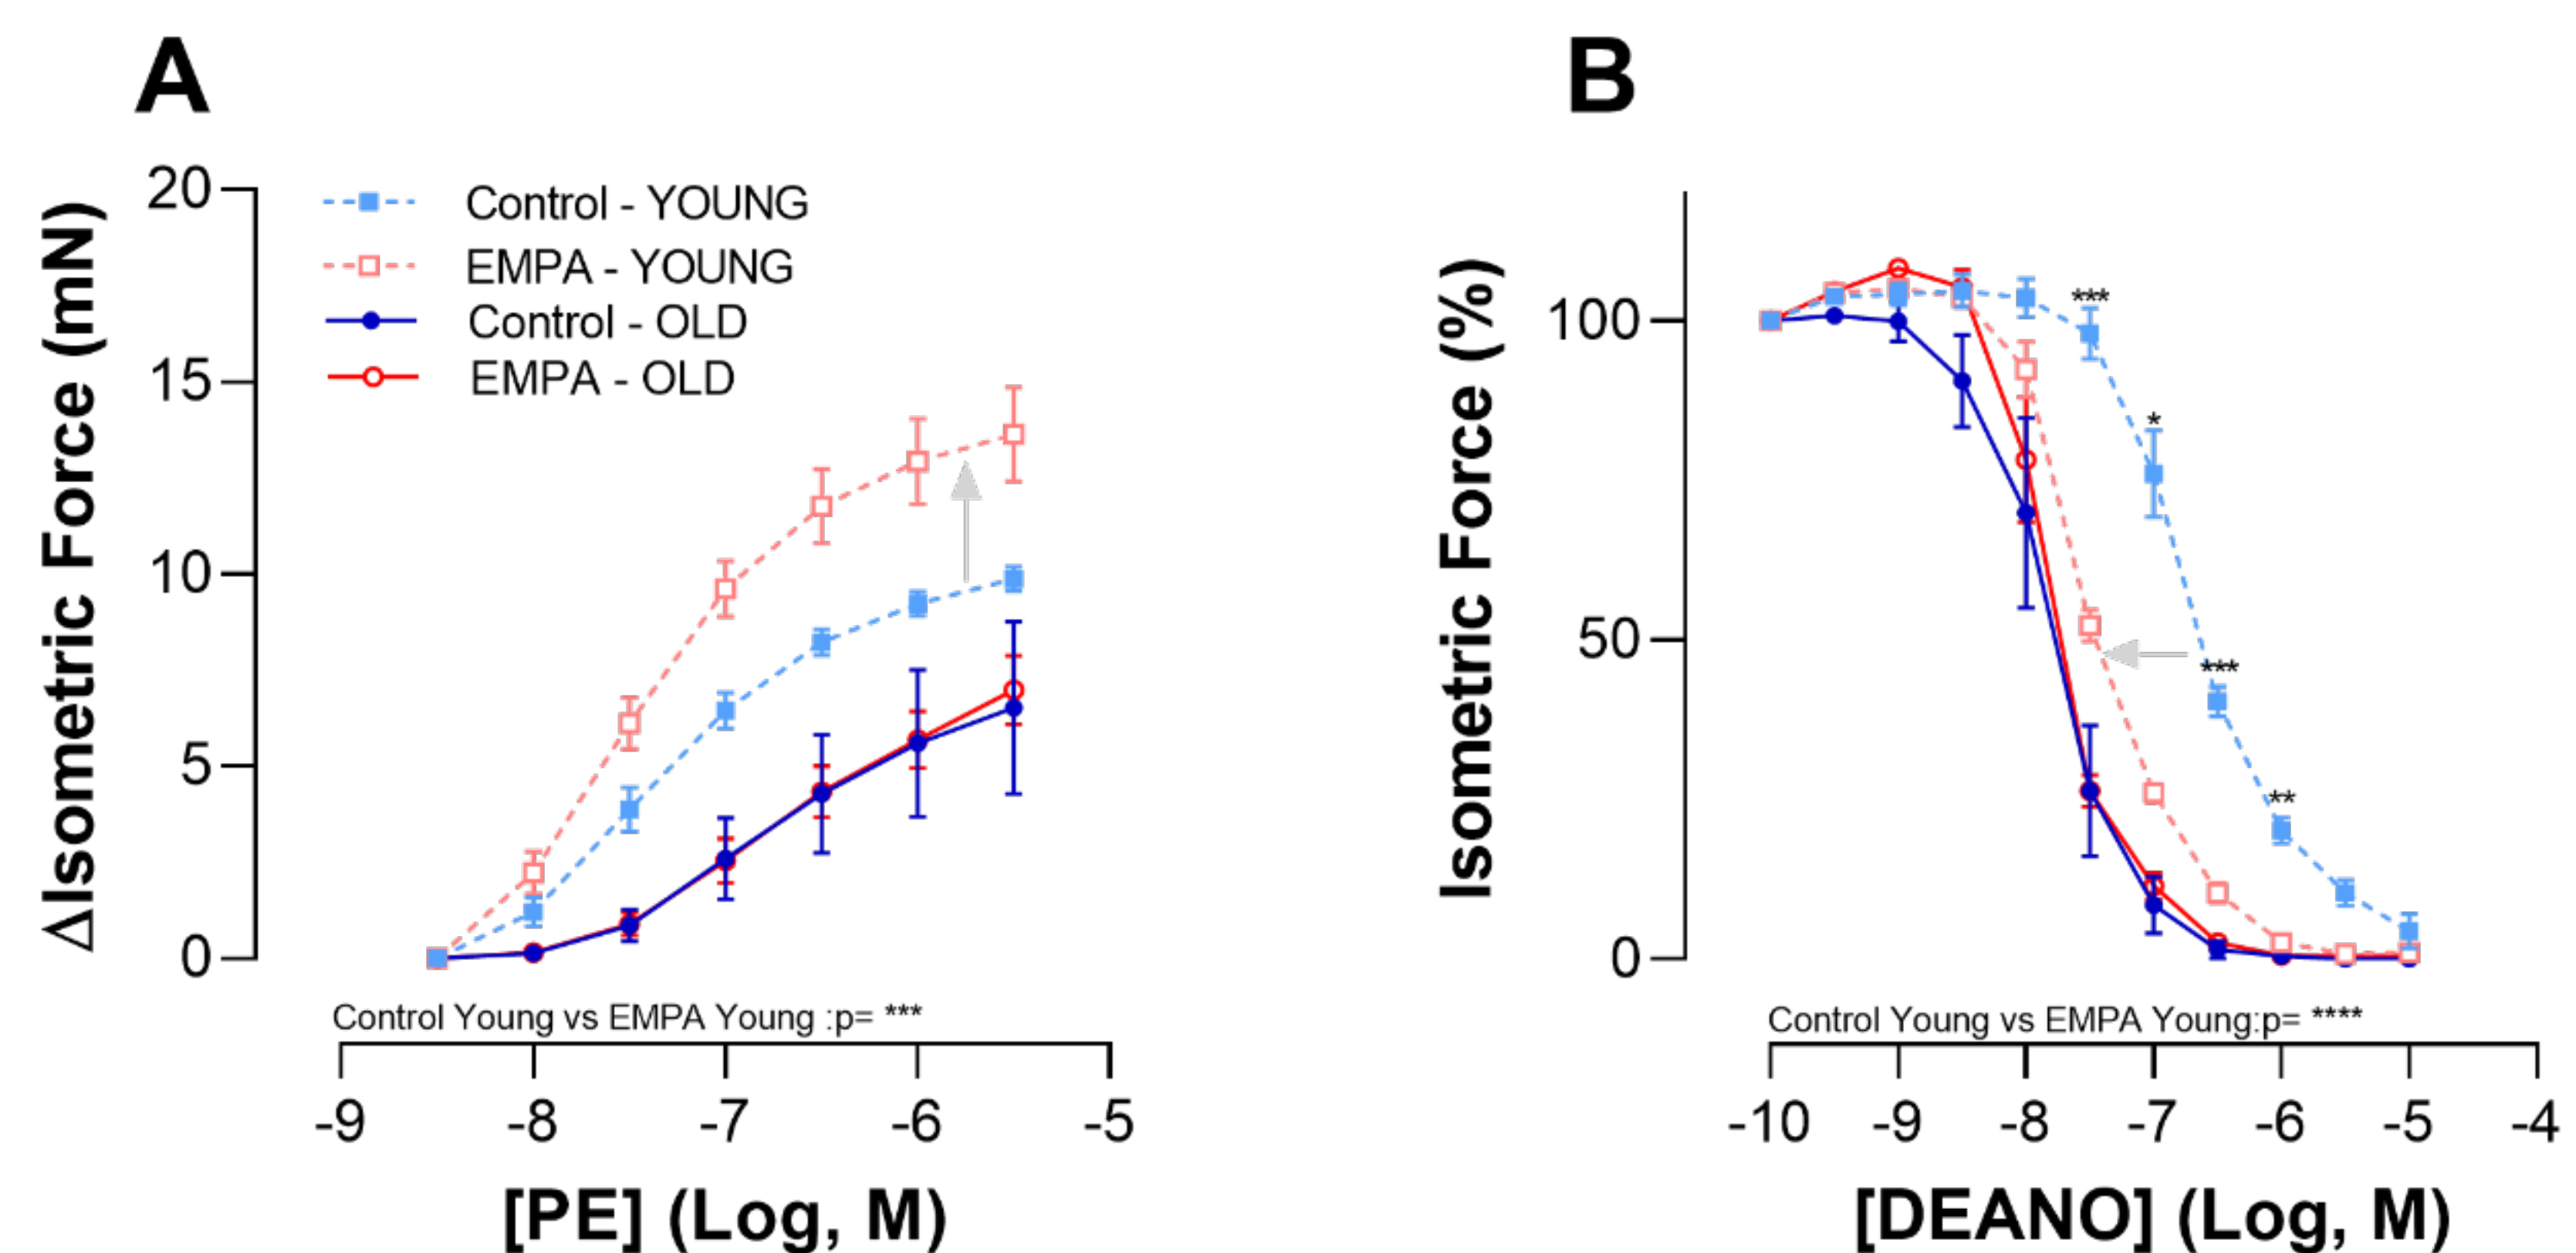 A
ΔIsometric Force (mN)
20
15
10
5
0
Control - YOUNG
EMPA - YOUNG
Control - OLD
EMPA - OLD
Control Young vs EMPA Young :p= ***
-9 -8 -7 -6 -5
[PE] (Log, M)
B
Isometric Force (%)
100
50
0
***
*
***
**
Control Young vs EMPA Young:p= ****
-10 -9 -8 -7 -6 -5 -4
[DEANO] (Log, M)